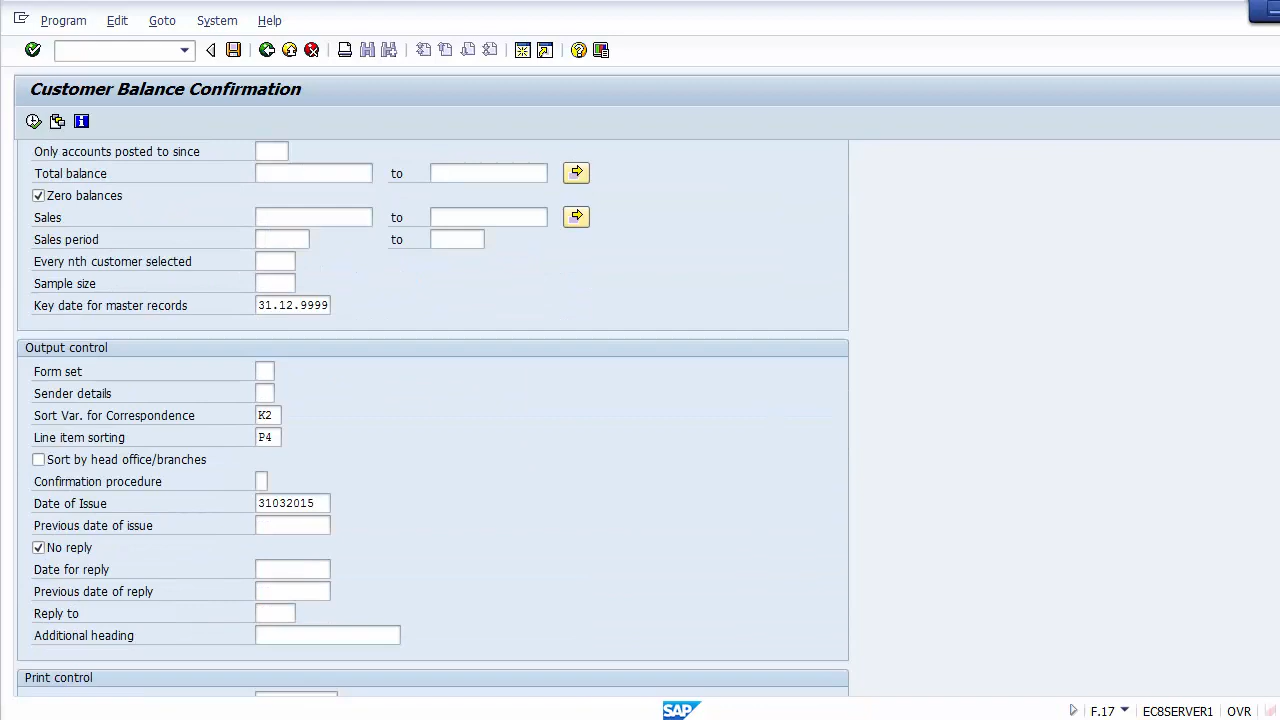 Program Edit Goto System Help
Customer Balance Confirmation
Only accounts posted to since
Total balance to
Zero balances
Sales to
Sales period to
Every nth customer selected
Sample size
Key date for master records 31.12.9999
Output control
Form set
Sender details
Sort Var. for Correspondence K2
Line item sorting P4
Sort by head office/branches
Confirmation procedure
Date of Issue 31032015
Previous date of issue
No reply
Date for reply
Previous date of reply
Reply to
Additional heading
Print control
SAP F.17 EC8SERVER1 OVR